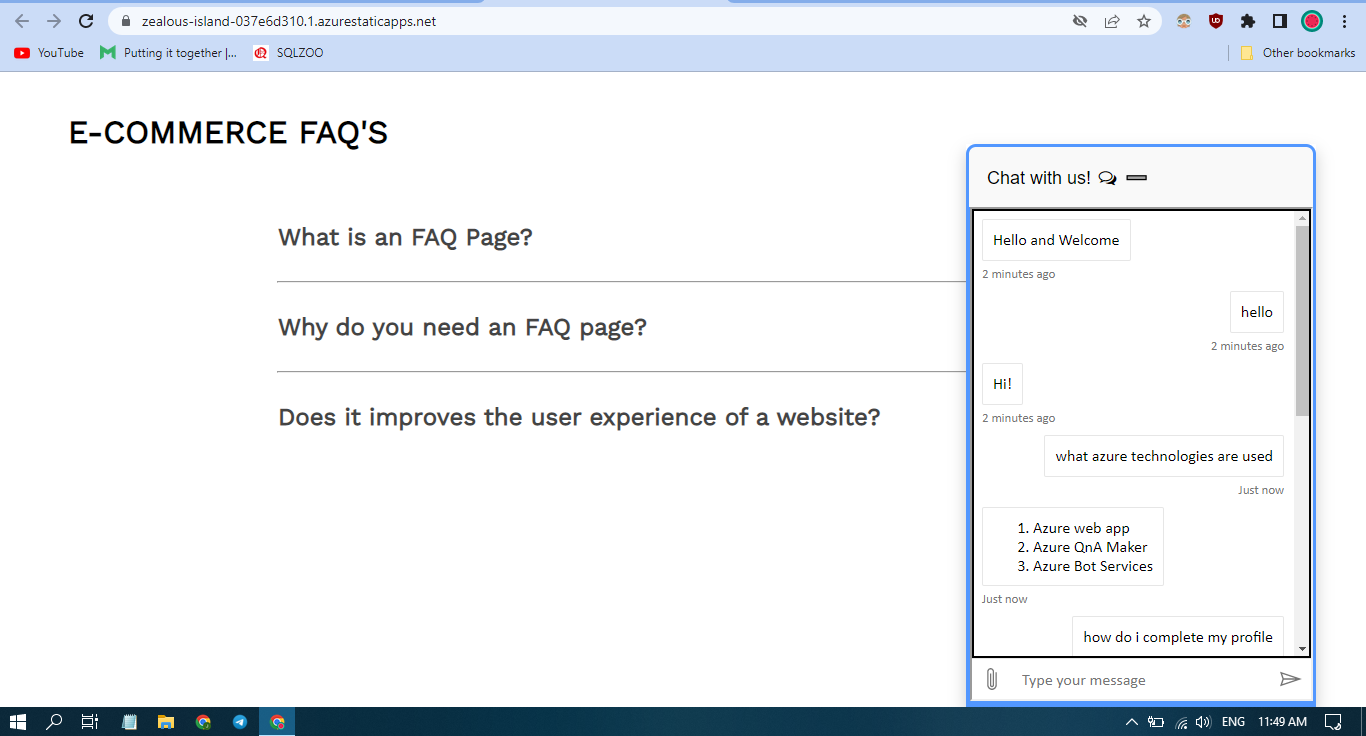 zealous-island-037e6d310.1.azurestaticapps.net
YouTube
Putting it together |...
SQLZOO
Other bookmarks
E-COMMERCE FAQ'S
What is an FAQ Page?
Why do you need an FAQ page?
Does it improves the user experience of a website?
Chat with us!
Hello and Welcome
2 minutes ago
hello
2 minutes ago
Hi!
2 minutes ago
what azure technologies are used
Just now
1. Azure web app
2. Azure QnA Maker
3. Azure Bot Services
Just now
how do i complete my profile
Type your message
ENG
11:49 AM